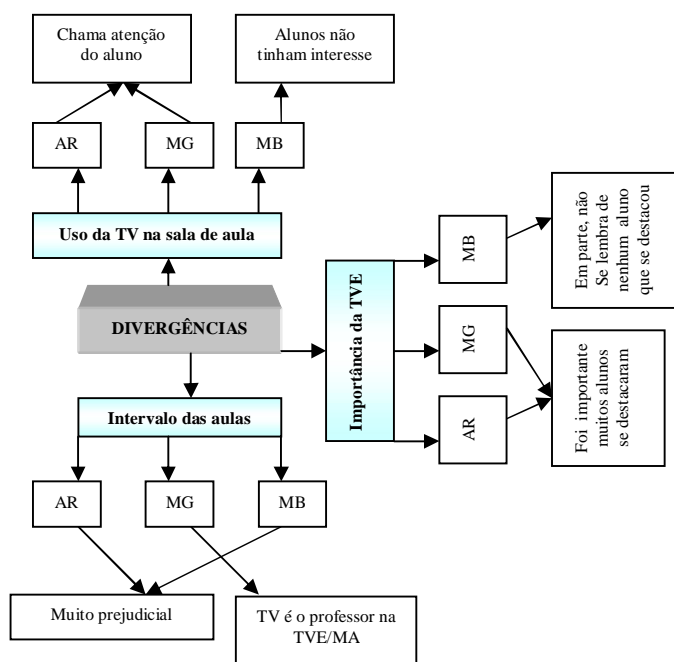 Chama atenção
do aluno
Alunos não
tinham interesse
AR
MG
MB
Uso da TV na sala de aula
DIVERGÊNCIAS
Importância da TVE
MB
Em parte, não
Se lembra de
nenhum aluno
que se destacou
MG
AR
Foi importante
muitos alunos
se destacaram
Intervalo das aulas
AR
MG
MB
Muito prejudicial
TV é o professor na
TVE/MA